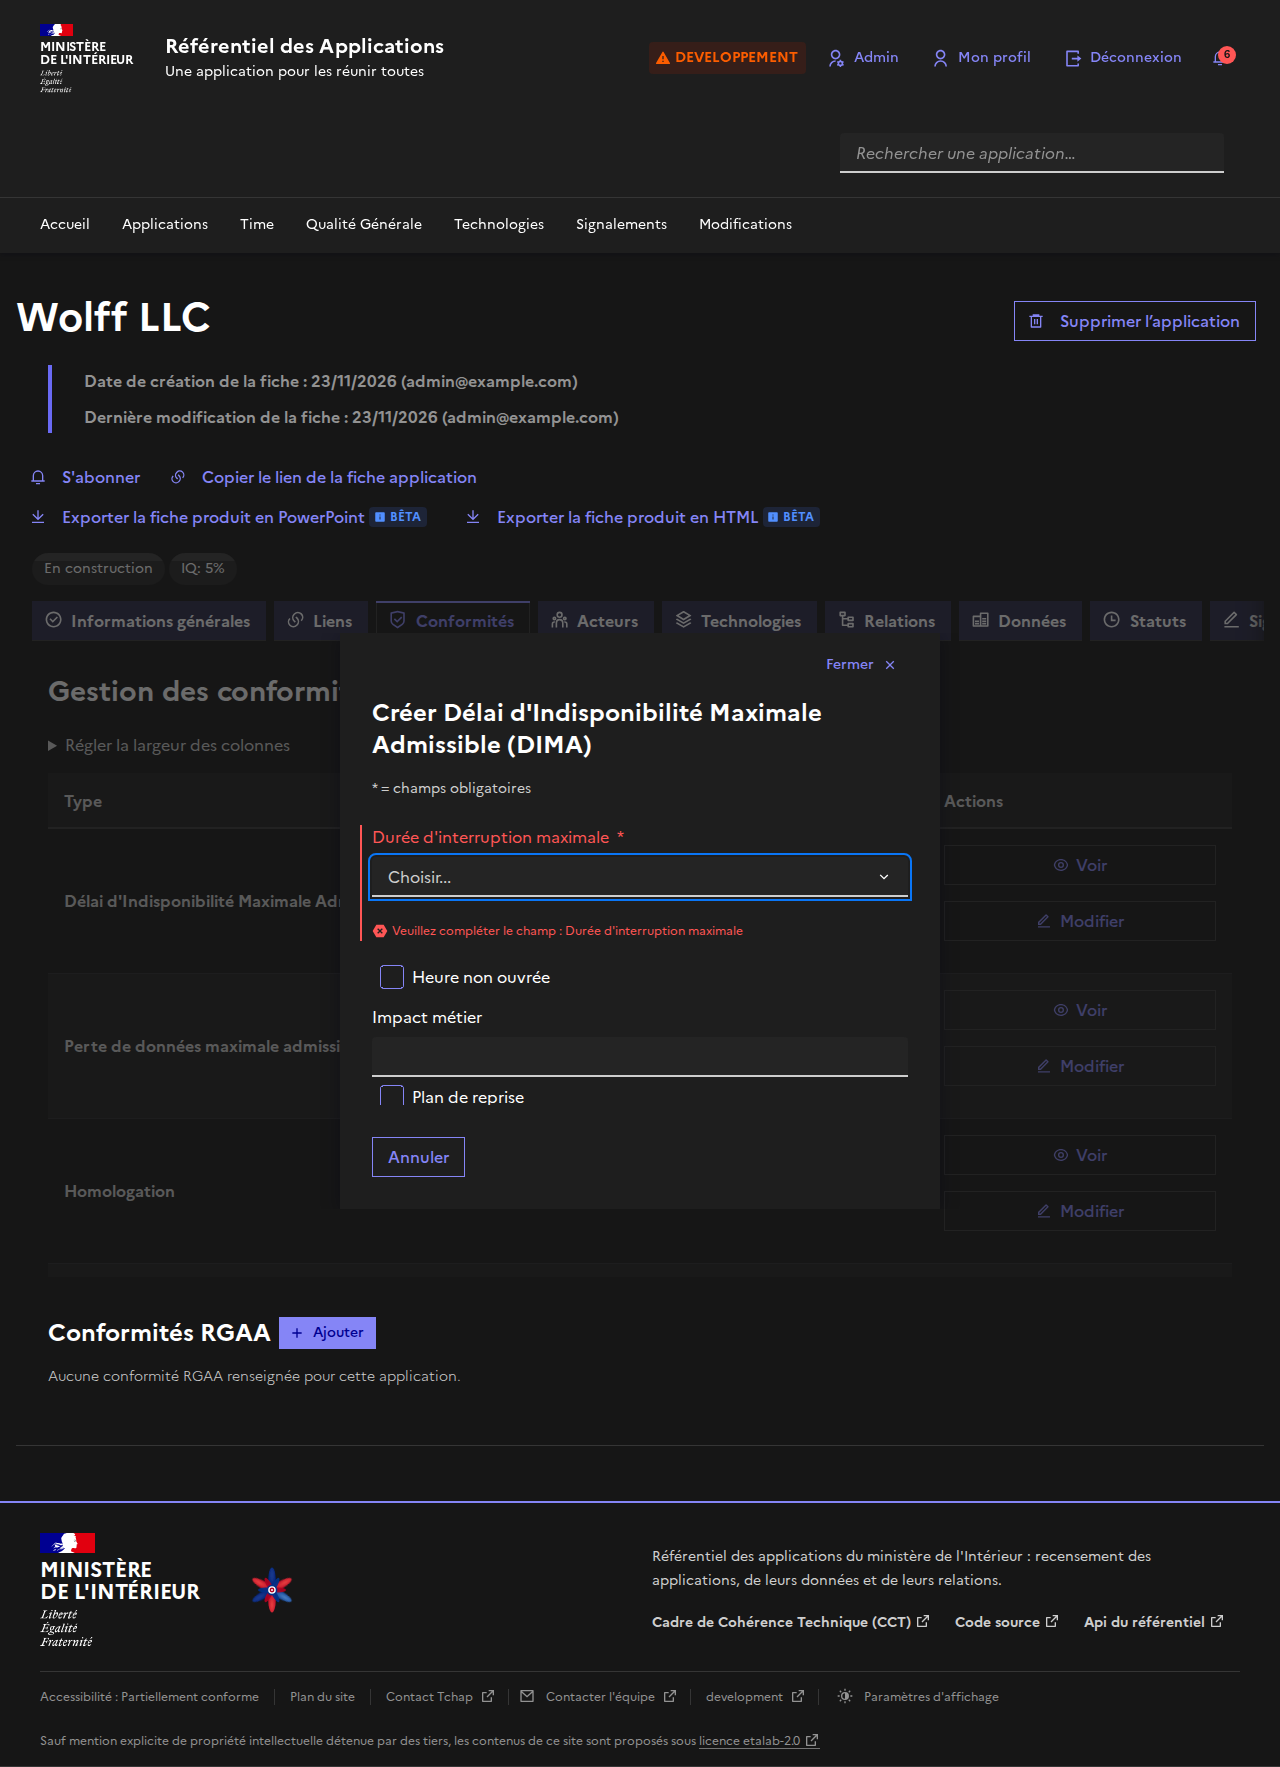 MINISTÈRE
DE L'INTÉRIEUR
Liberté
Égalité
Fraternité
Référentiel des Applications
Une application pour les réunir toutes
DEVELOPPEMENT
Admin
Mon profil
Déconnexion
6
Rechercher une application...
Accueil
Applications
Time
Qualité Générale
Technologies
Signalements
Modifications
Wolff LLC
Supprimer l’application
Date de création de la fiche : 23/11/2026 (admin@example.com)
Dernière modification de la fiche : 23/11/2026 (admin@example.com)
S'abonner
Copier le lien de la fiche application
Exporter la fiche produit en PowerPoint BÊTA
Exporter la fiche produit en HTML BÊTA
En construction
IQ: 5%
Informations générales
Liens
Conformités
Acteurs
Technologies
Relations
Données
Statuts
Gestion des
Régler la largeur des colonnes
Type
Actions
Délai d'Indisponibilité Maximale
Voir
Modifier
Perte de données maximale
Voir
Modifier
Homologation
Voir
Modifier
Fermer
Créer Délai d'Indisponibilité Maximale
Admissible (DIMA)
* = champs obligatoires
Durée d'interruption maximale *
Choisir...
Veuillez compléter le champ : Durée d'interruption maximale
Heure non ouvrée
Impact métier
Plan de reprise
Annuler
Conformités RGAA
Ajouter
Aucune conformité RGAA renseignée pour cette application.
MINISTÈRE
DE L'INTÉRIEUR
Liberté
Égalité
Fraternité
Référentiel des applications du ministère de l'Intérieur : recensement des
applications, de leurs données et de leurs relations.
Cadre de Cohérence Technique (CCT)
Code source
Api du référentiel
Accessibilité : Partiellement conforme
Plan du site
Contact Tchap
Contacter l'équipe
development
Paramètres d'affichage
Sauf mention explicite de propriété intellectuelle détenue par des tiers, les contenus de ce site sont proposés sous licence etalab-2.0